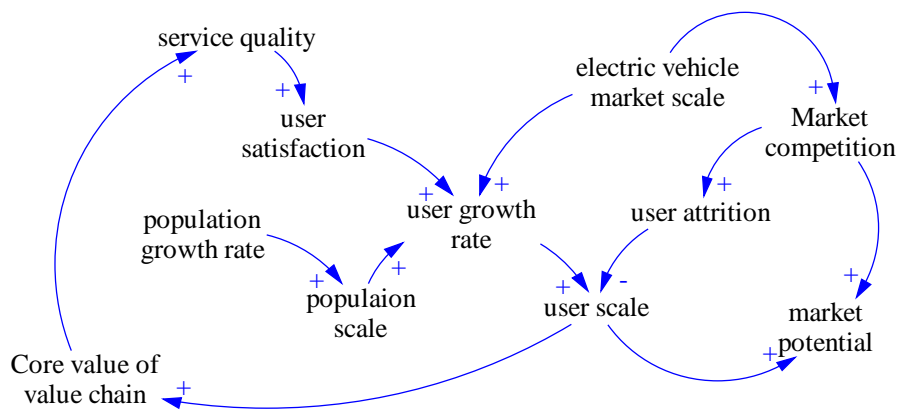 service quality
+
electric vehicle
market scale
+
+
user
satisfaction
Market
competition
+
+
+
user growth
rate
user attrition
population
growth rate
+
+
populaion
scale
+
-
user scale
+
market
potential
+
Core value of
value chain
+